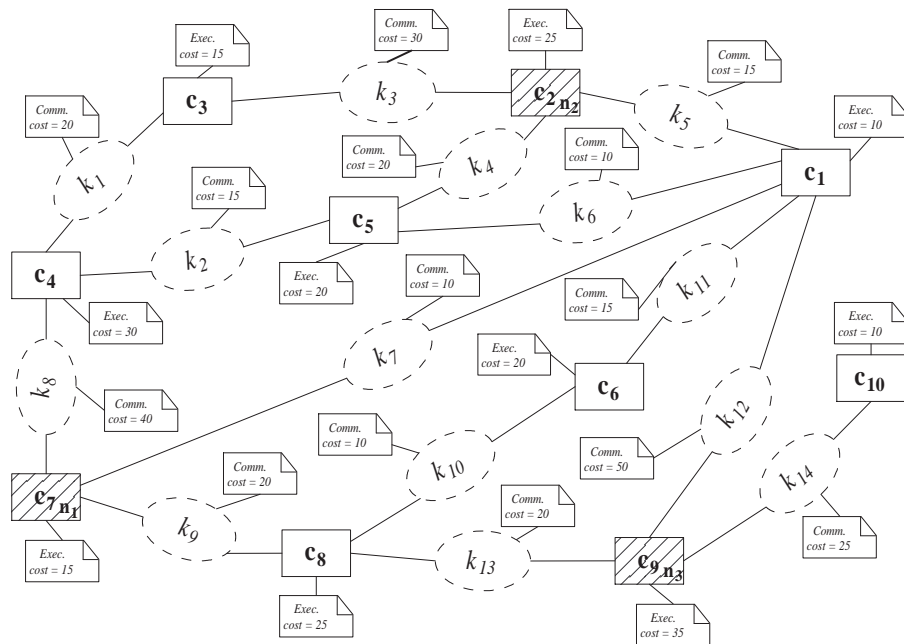 Comm.
cost = 30
Exec.
cost = 25
Exec.
cost = 15
Comm.
cost = 15
c3
k3
c2 n2
k5
Exec.
cost = 10
Comm.
cost = 20
Comm.
cost = 20
k4
Comm.
cost = 10
k1
c1
Comm.
cost = 15
c5
k6
k2
c4
Exec.
cost = 20
Comm.
cost = 10
k11
Comm.
cost = 15
Exec.
cost = 30
Exec.
cost = 10
k7
Exec.
cost = 20
c6
c10
k8
Comm.
cost = 40
k12
Comm.
cost = 10
Comm.
cost = 50
k10
k14
Comm.
cost = 20
c7 n1
Comm.
cost = 20
Comm.
cost = 25
k9
c8
k13
c9 n3
Exec.
cost = 15
Exec.
cost = 25
Exec.
cost = 35